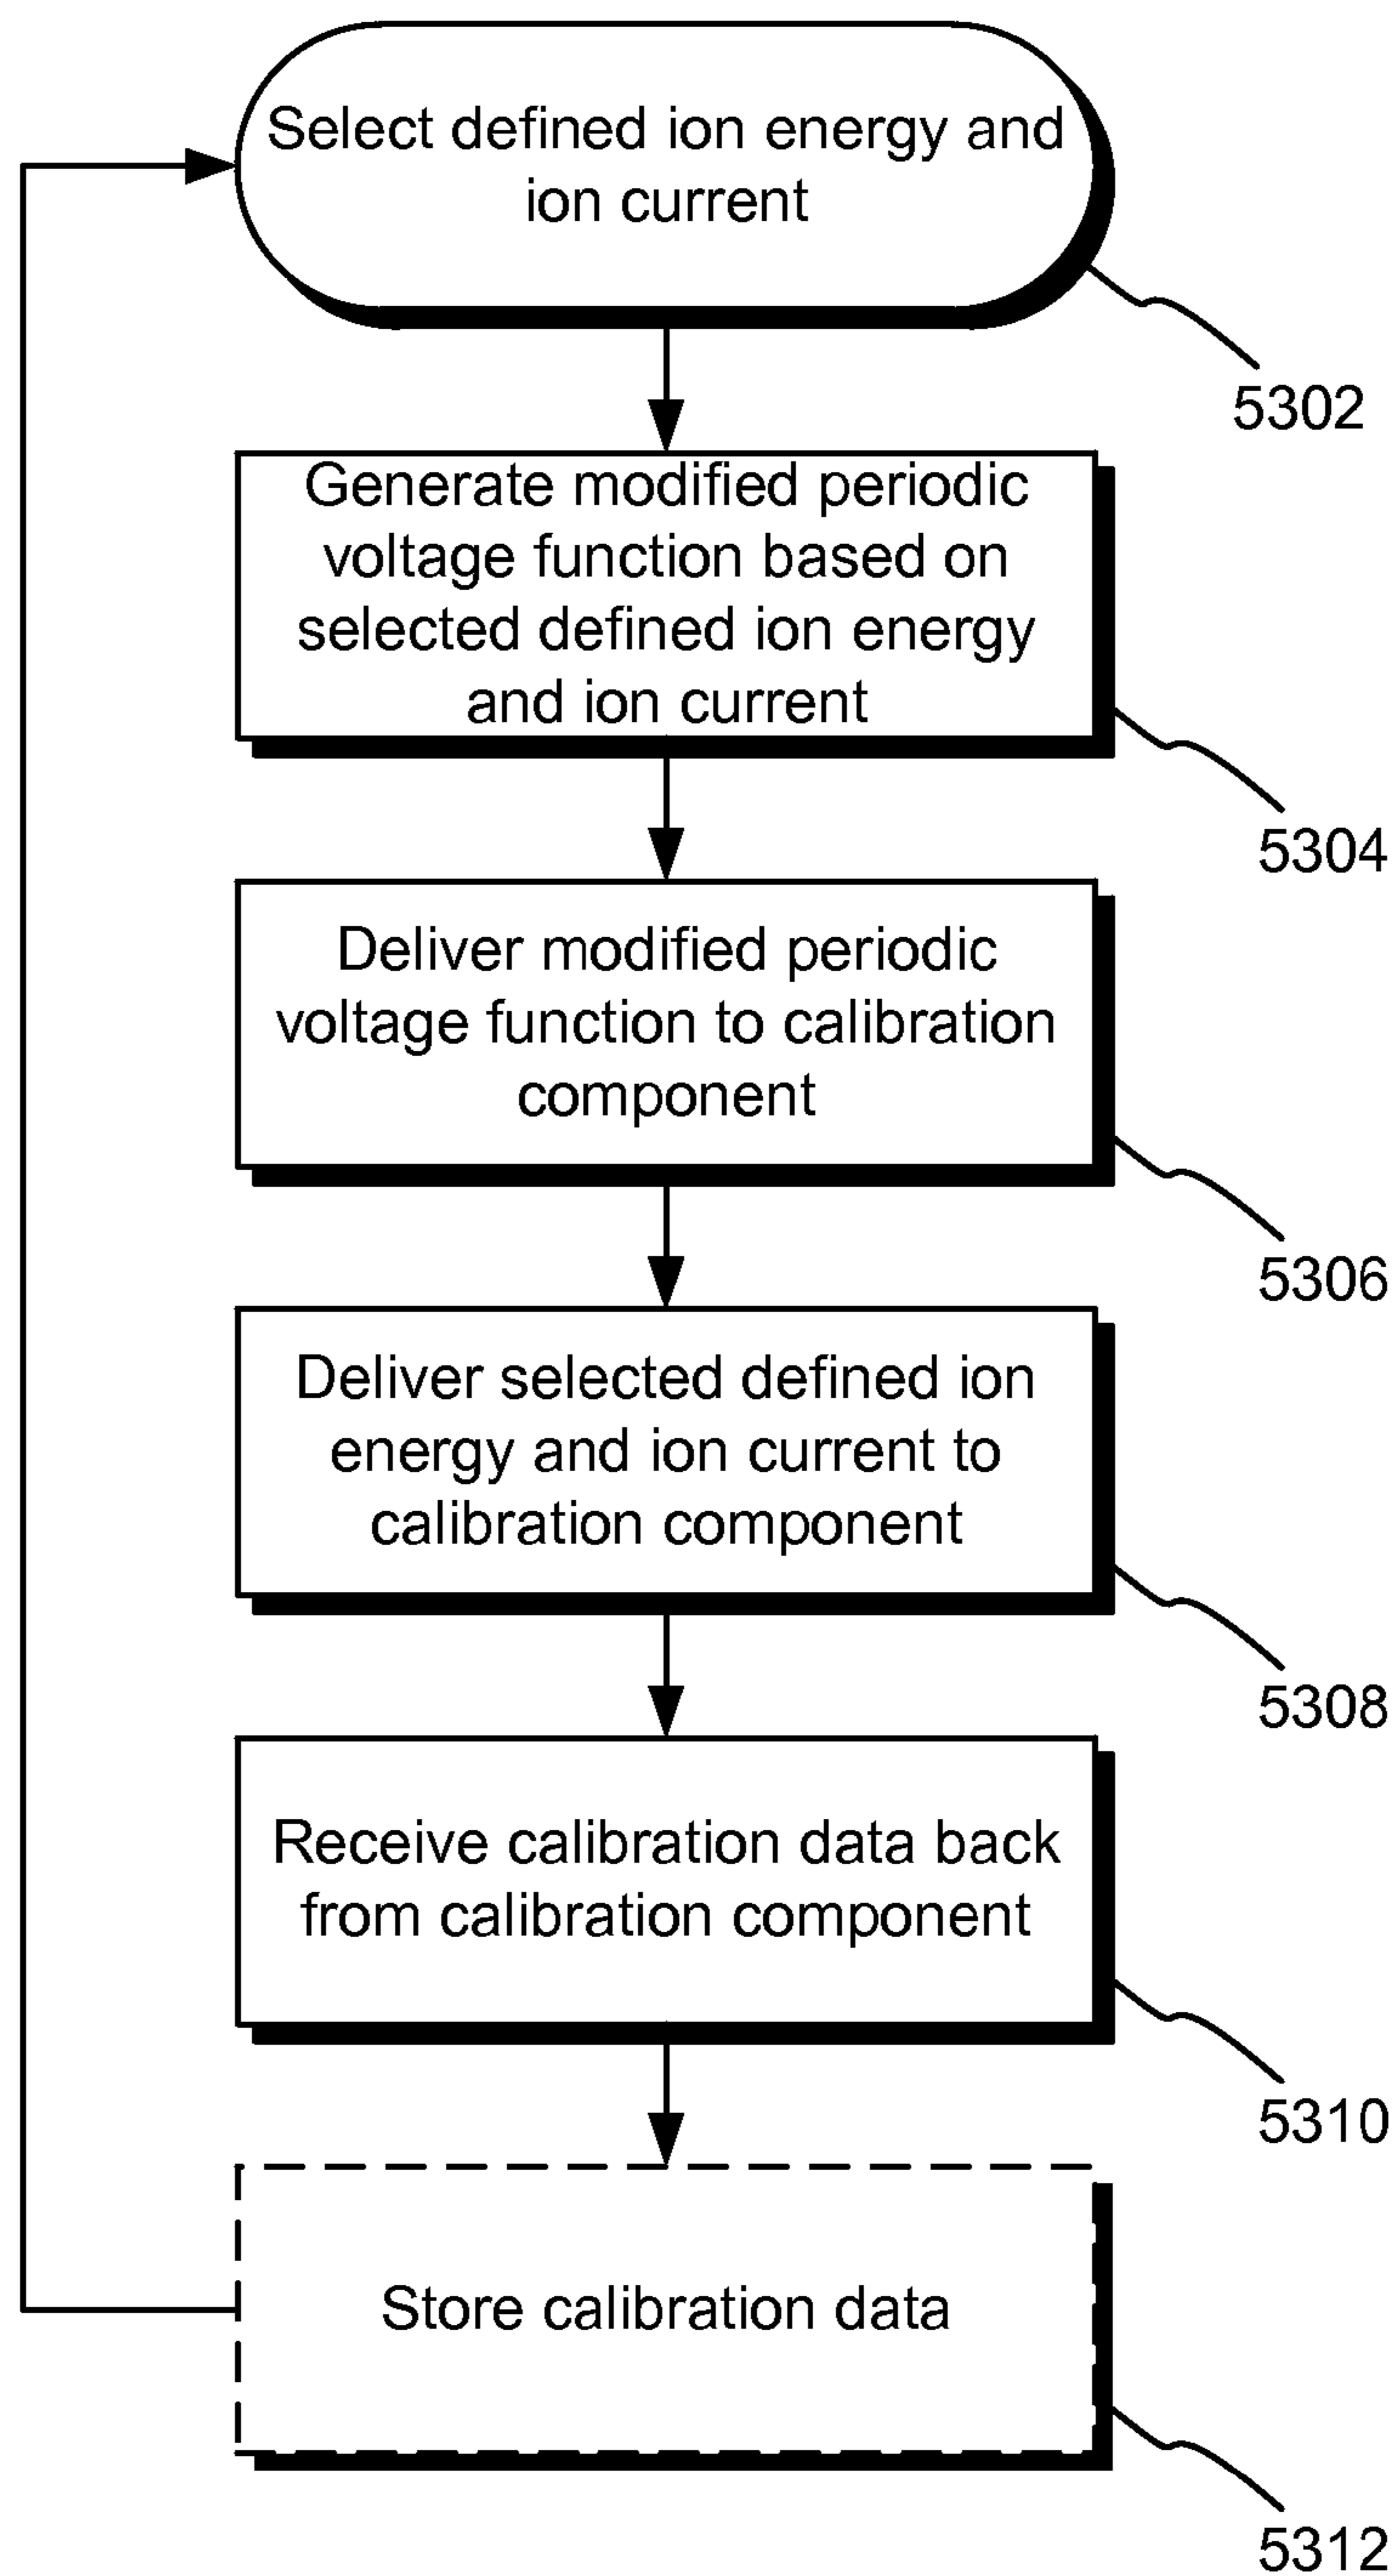 Select defined ion energy and
ion current
5302
Generate modified periodic
voltage function based on
selected defined ion energy
and ion current
5304
Deliver modified periodic
voltage function to calibration
component
5306
Deliver selected defined ion
energy and ion current to
calibration component
5308
Receive calibration data back
from calibration component
5310
Store calibration data
5312